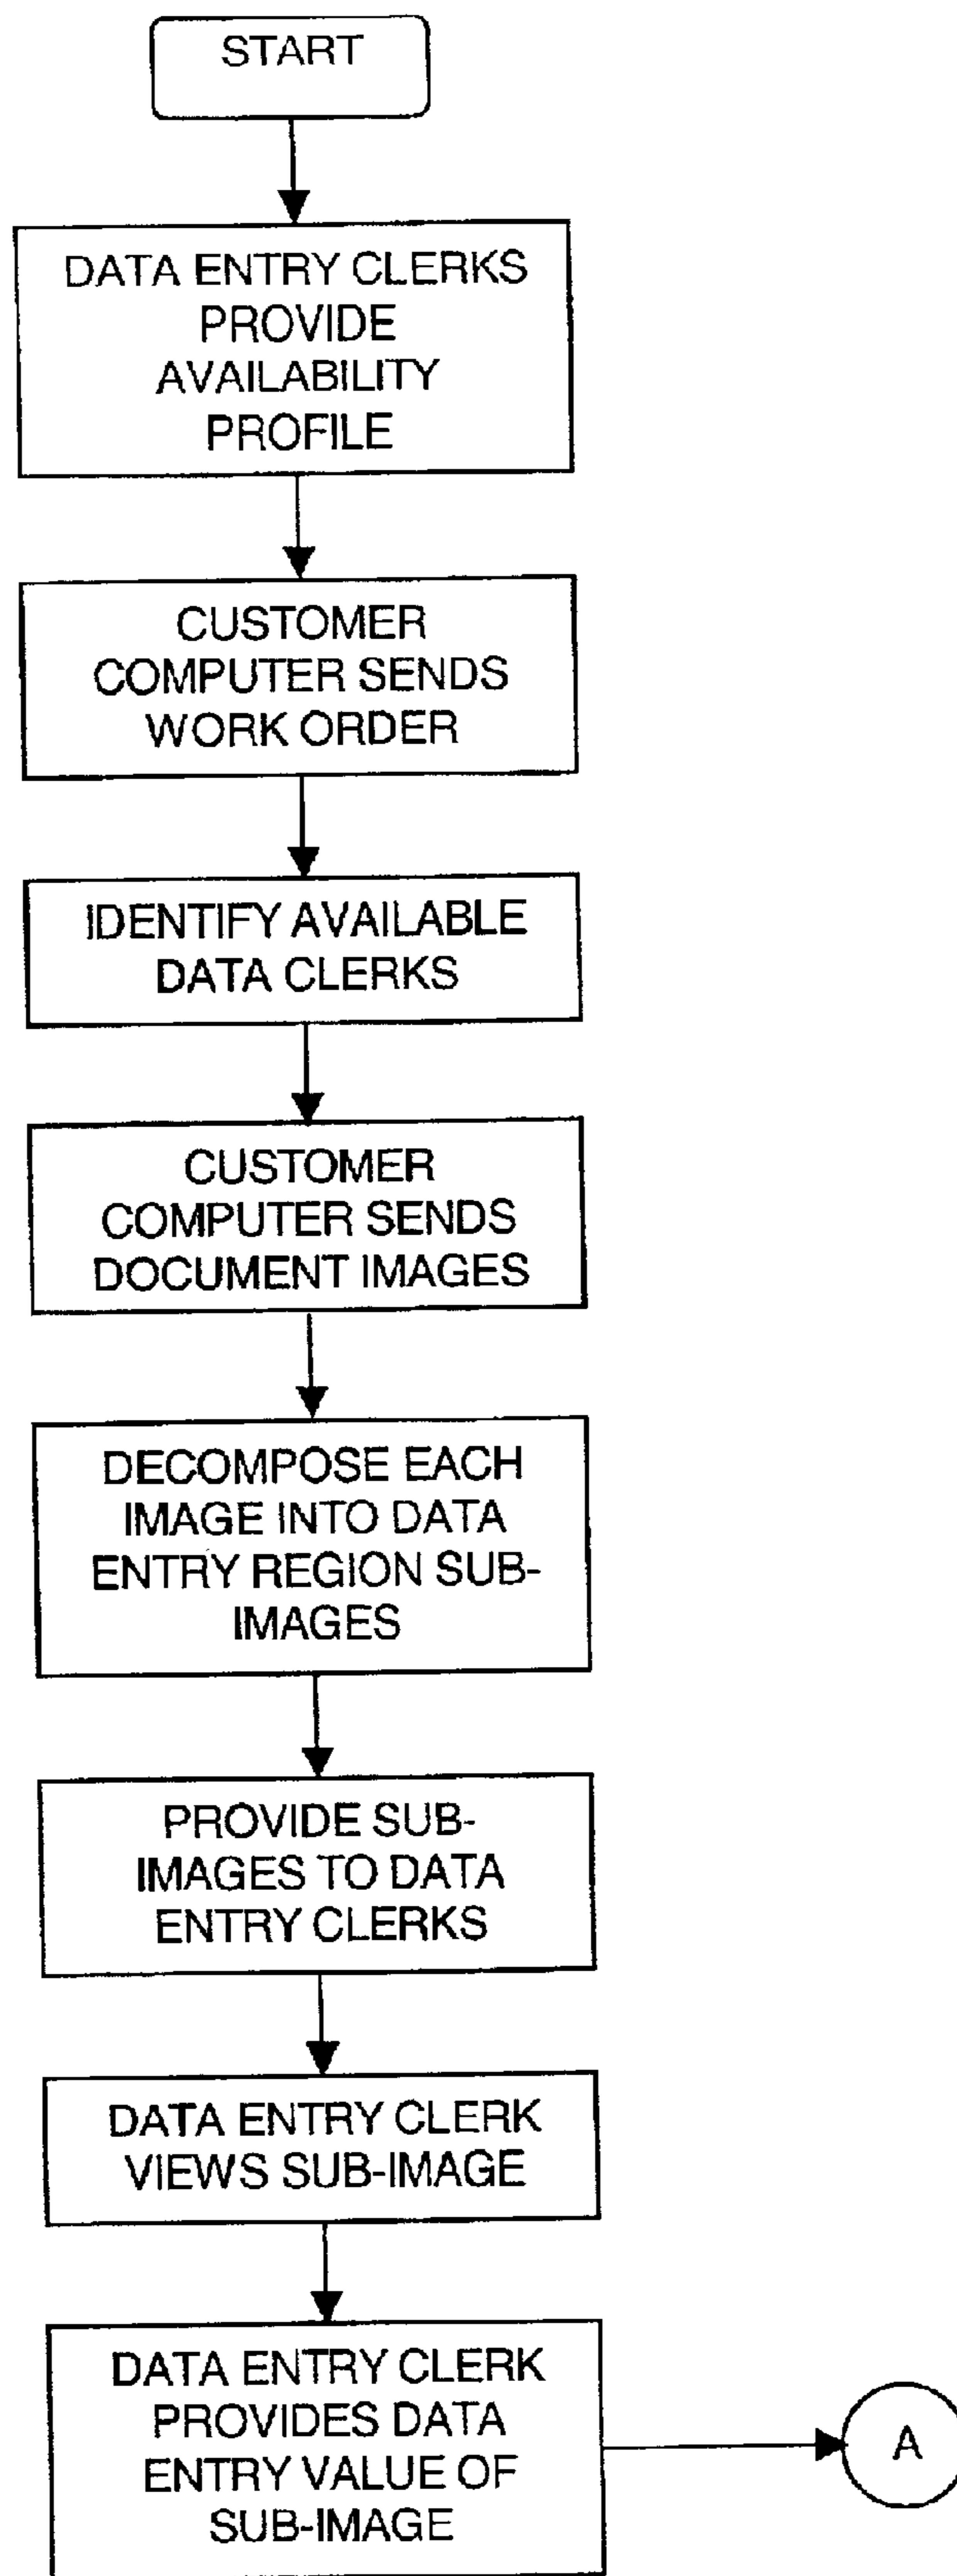 START
DATA ENTRY CLERKS
PROVIDE
AVAILABILITY
PROFILE
CUSTOMER
COMPUTER SENDS
WORK ORDER
IDENTIFY AVAILABLE
DATA CLERKS
CUSTOMER
COMPUTER SENDS
DOCUMENT IMAGES
DECOMPOSE EACH
IMAGE INTO DATA
ENTRY REGION SUB-
IMAGES
PROVIDE SUB-
IMAGES TO DATA
ENTRY CLERKS
DATA ENTRY CLERK
VIEWS SUB-IMAGE
DATA ENTRY CLERK
PROVIDES DATA
ENTRY VALUE OF
SUB-IMAGE
A